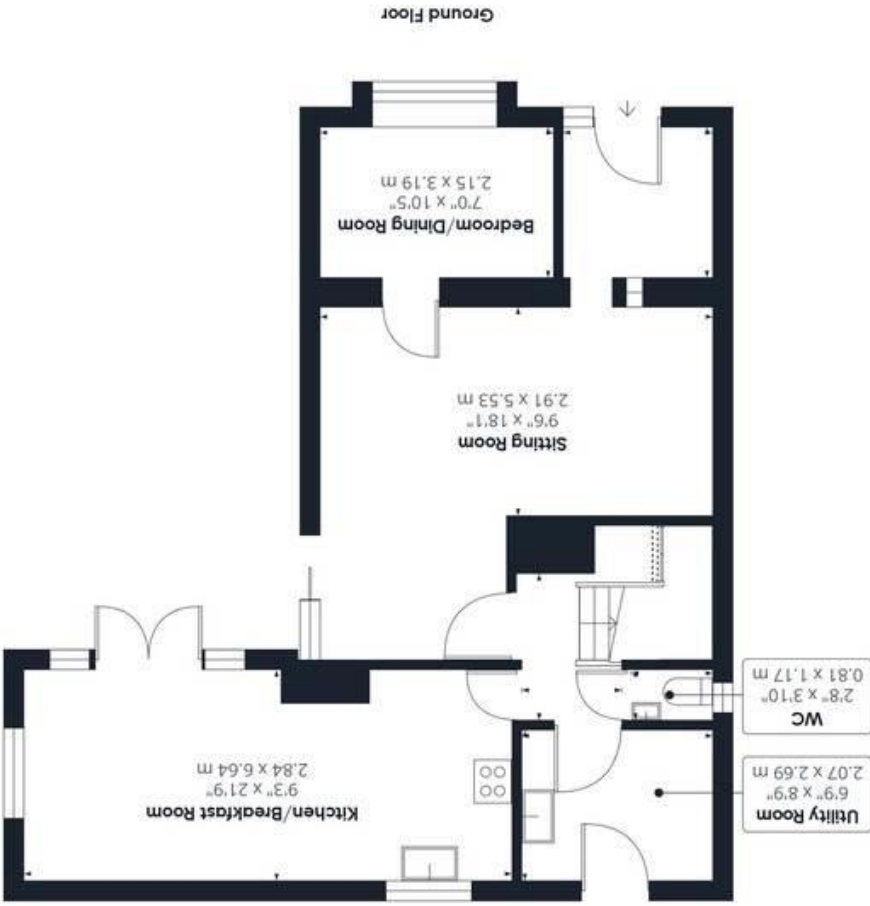 Utility Room
6'9" x 8'9"
2.07 x 2.69 m
WC
2'8" x 3'10"
0.81 x 1.17 m
Kitchen/Breakfast Room
9'3" x 21'9"
2.84 x 6.64 m
Sitting Room
9'6" x 18'1"
2.91 x 5.53 m
Bedroom/Dining Room
7'0" x 10'5"
2.15 x 3.19 m
Ground Floor